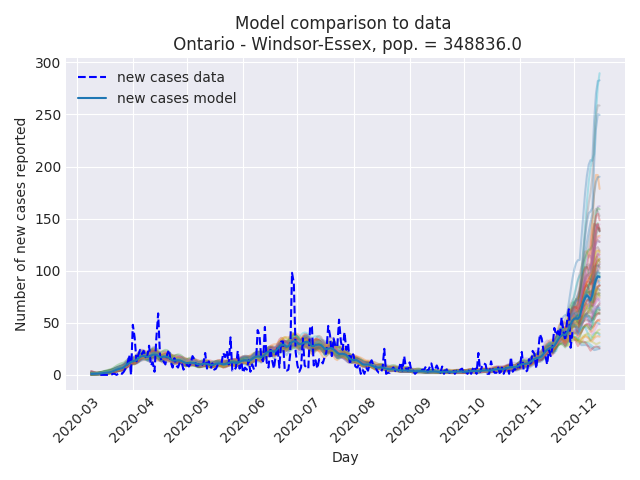 Model comparison to data
Ontario - Windsor-Essex, pop. = 348836.0
new cases data
new cases model
Number of new cases reported
300
250
200
150
100
50
0
2020-03
2020-04
2020-05
2020-06
2020-07
2020-08
2020-09
2020-10
2020-11
2020-12
Day